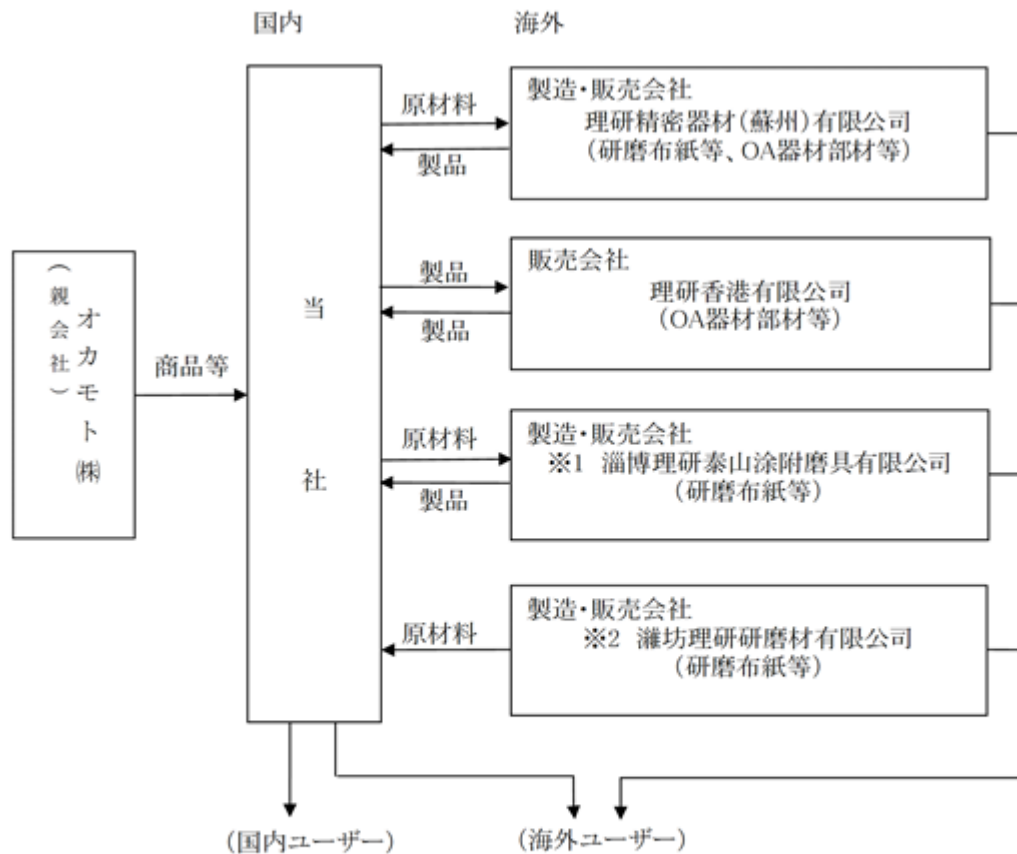 国内
海外
原材料
製品
製造・販売会社
理研精密器材（蘇州）有限公司
（研磨布紙等、OA器材部材等）
製品
製品
販売会社
理研香港有限公司
（OA器材部材等）
オカモト㈱
（親会社）
商品等
当社
原材料
製品
製造・販売会社
※1 淄博理研泰山涂附磨具有限公司
（研磨布紙等）
原材料
製造・販売会社
※2 濰坊理研研磨材有限公司
（研磨布紙等）
（国内ユーザー）
（海外ユーザー）